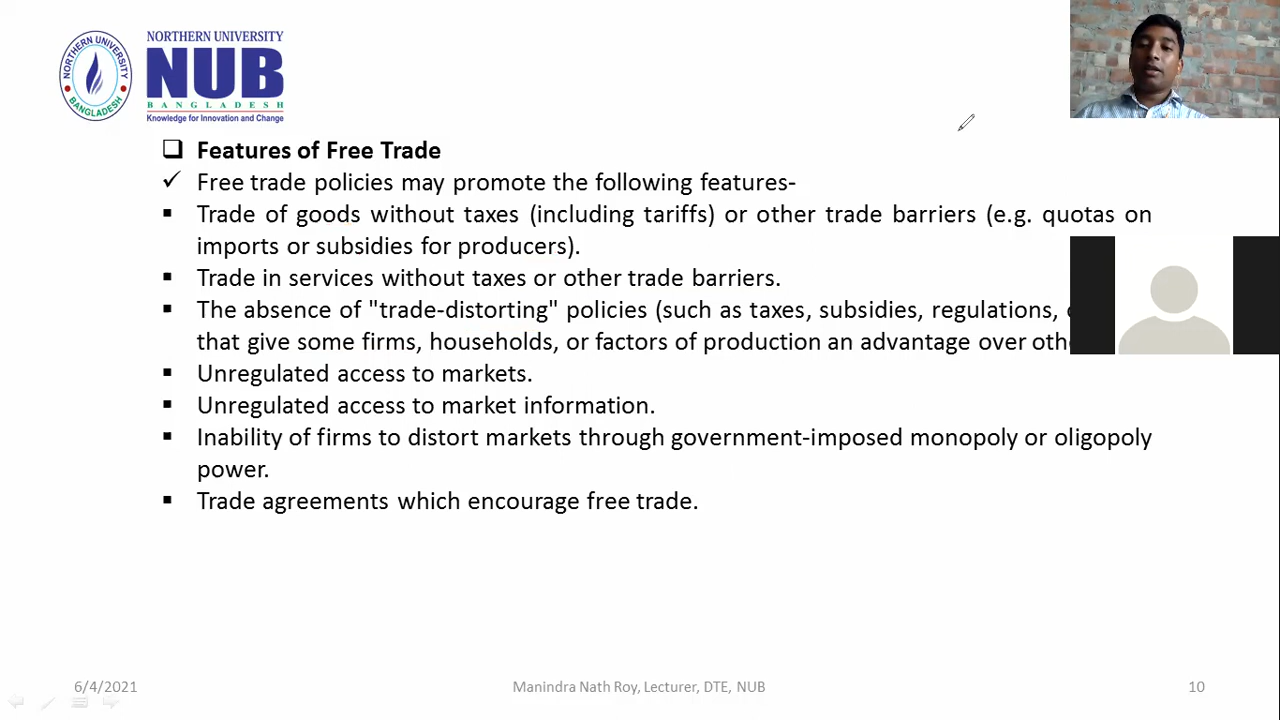 NORTHERN UNIVERSITY
BANGLADESH
NORTHERN UNIVERSITY
NUB
BANGLADESH
Knowledge for Innovation and Change
Features of Free Trade
Free trade policies may promote the following features-
Trade of goods without taxes (including tariffs) or other trade barriers (e.g. quotas on
imports or subsidies for producers).
Trade in services without taxes or other trade barriers.
The absence of "trade-distorting" policies (such as taxes, subsidies, regulations,
that give some firms, households, or factors of production an advantage over
Unregulated access to markets.
Unregulated access to market information.
Inability of firms to distort markets through government-imposed monopoly or oligopoly
power.
Trade agreements which encourage free trade.
6/4/2021
Manindra Nath Roy, Lecturer, DTE, NUB
10